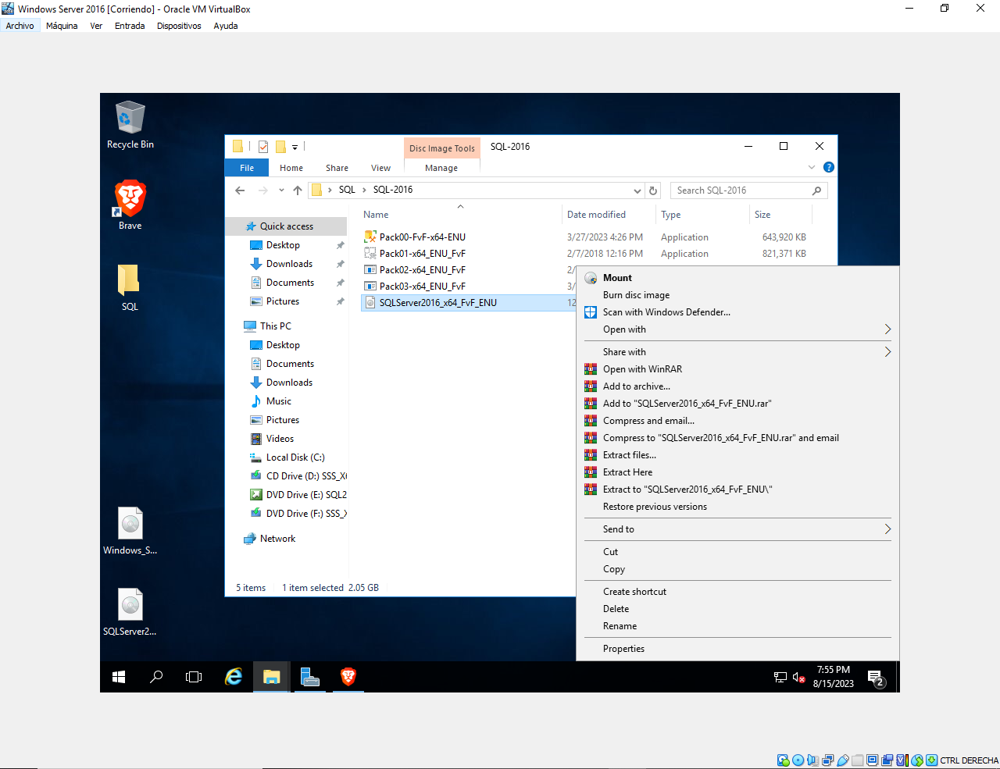 Windows Server 2016 [Corriendo] - Oracle VM VirtualBox
Archivo Máquina Ver Entrada Dispositivos Ayuda
Recycle Bin
Brave
SQL
Windows_S...
SQLServer2...
Disc Image Tools SQL-2016
File Home Share View Manage
SQL SQL-2016 Search SQL-2016
Name Date modified Type Size
Pack00-FvF-x64-ENU 3/27/2023 4:26 PM Application 643,920 KB
Pack01-x64_ENU_FvF 2/7/2018 12:16 PM Application 821,371 KB
Pack02-x64_ENU_FvF 2/
Pack03-x64_ENU_FvF 3/
SQLServer2016_x64_FvF_ENU 12
Quick access
Desktop
Downloads
Documents
Pictures
This PC
Desktop
Documents
Downloads
Music
Pictures
Videos
Local Disk (C:)
CD Drive (D:) SSS_X6
DVD Drive (E:) SQL2
DVD Drive (F:) SSS_X
Network
5 items 1 item selected 2.05 GB
Mount
Burn disc image
Scan with Windows Defender...
Open with
Share with
Open with WinRAR
Add to archive...
Add to "SQLServer2016_x64_FvF_ENU.rar"
Compress and email...
Compress to "SQLServer2016_x64_FvF_ENU.rar" and email
Extract files...
Extract Here
Extract to "SQLServer2016_x64_FvF_ENU\"
Restore previous versions
Send to
Cut
Copy
Create shortcut
Delete
Rename
Properties
7:55 PM
8/15/2023
2
CTRL DERECHA